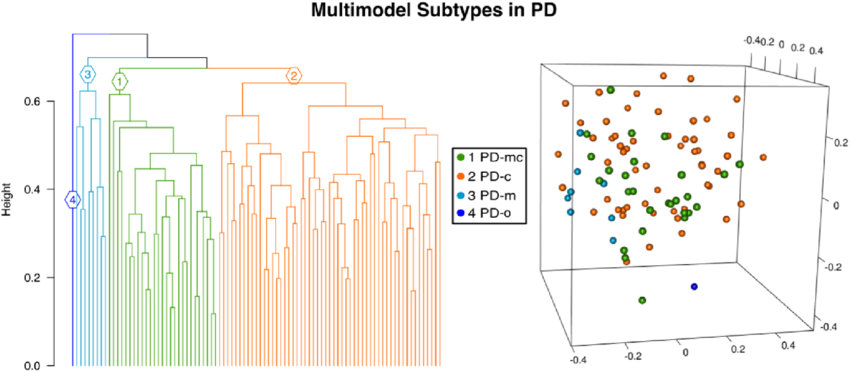 Multimodel Subtypes in PD
Height
0.6
0.4
0.2
0.0
3
1
2
4
1 PD-mc
2 PD-c
3 PD-m
4 PD-o
-0.4 0.2 0 0.2 0.4
0.2
0
-0.2
-0.4
-0.4 -0.2 0 0.2 0.4